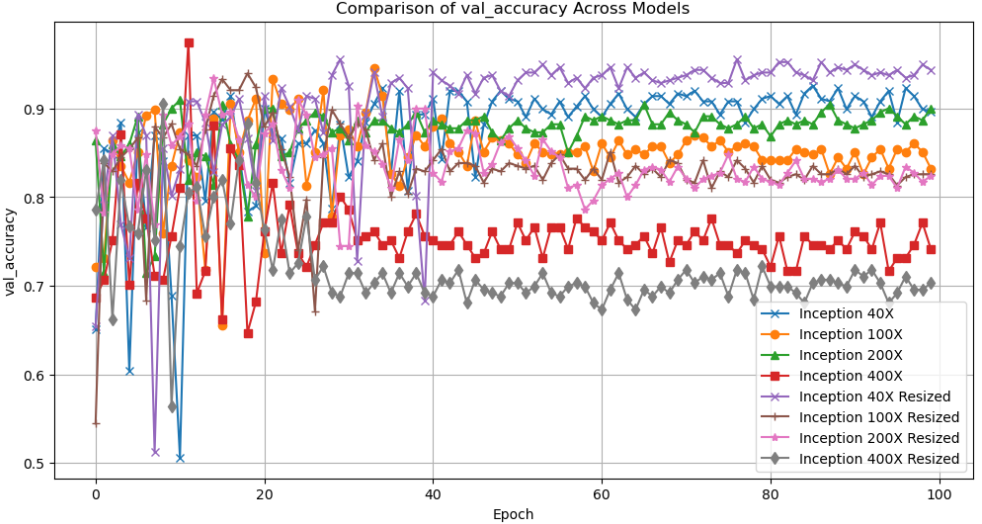 Comparison of val_accuracy Across Models
val_accuracy
0.9
0.8
0.7
0.6
0.5
0
20
40
60
80
100
Epoch
Inception 40X
Inception 100X
Inception 200X
Inception 400X
Inception 40X Resized
Inception 100X Resized
Inception 200X Resized
Inception 400X Resized